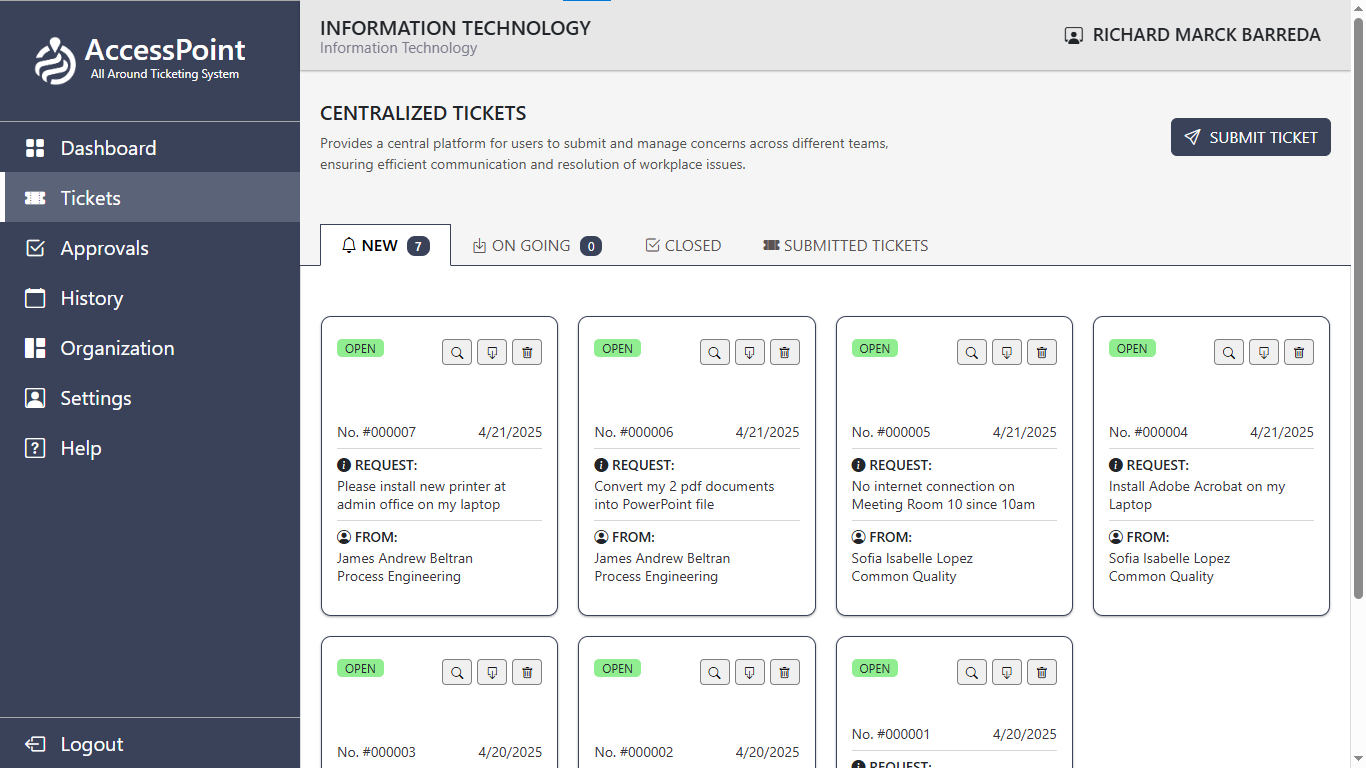 AccessPoint
All Around Ticketing System
Dashboard
Tickets
Approvals
History
Organization
Settings
Help
Logout
INFORMATION TECHNOLOGY
Information Technology
RICHARD MARCK BARREDA
CENTRALIZED TICKETS
Provides a central platform for users to submit and manage concerns across different teams,
ensuring efficient communication and resolution of workplace issues.
SUBMIT TICKET
NEW 7
ON GOING 0
CLOSED
SUBMITTED TICKETS
OPEN
No. #000007 4/21/2025
REQUEST:
Please install new printer at
admin office on my laptop
FROM:
James Andrew Beltran
Process Engineering
OPEN
No. #000006 4/21/2025
REQUEST:
Convert my 2 pdf documents
into PowerPoint file
FROM:
James Andrew Beltran
Process Engineering
OPEN
No. #000005 4/21/2025
REQUEST:
No internet connection on
Meeting Room 10 since 10am
FROM:
Sofia Isabelle Lopez
Common Quality
OPEN
No. #000004 4/21/2025
REQUEST:
Install Adobe Acrobat on my
Laptop
FROM:
Sofia Isabelle Lopez
Common Quality
OPEN
No. #000003 4/20/2025
OPEN
No. #000002 4/20/2025
OPEN
No. #000001 4/20/2025
REQUEST: